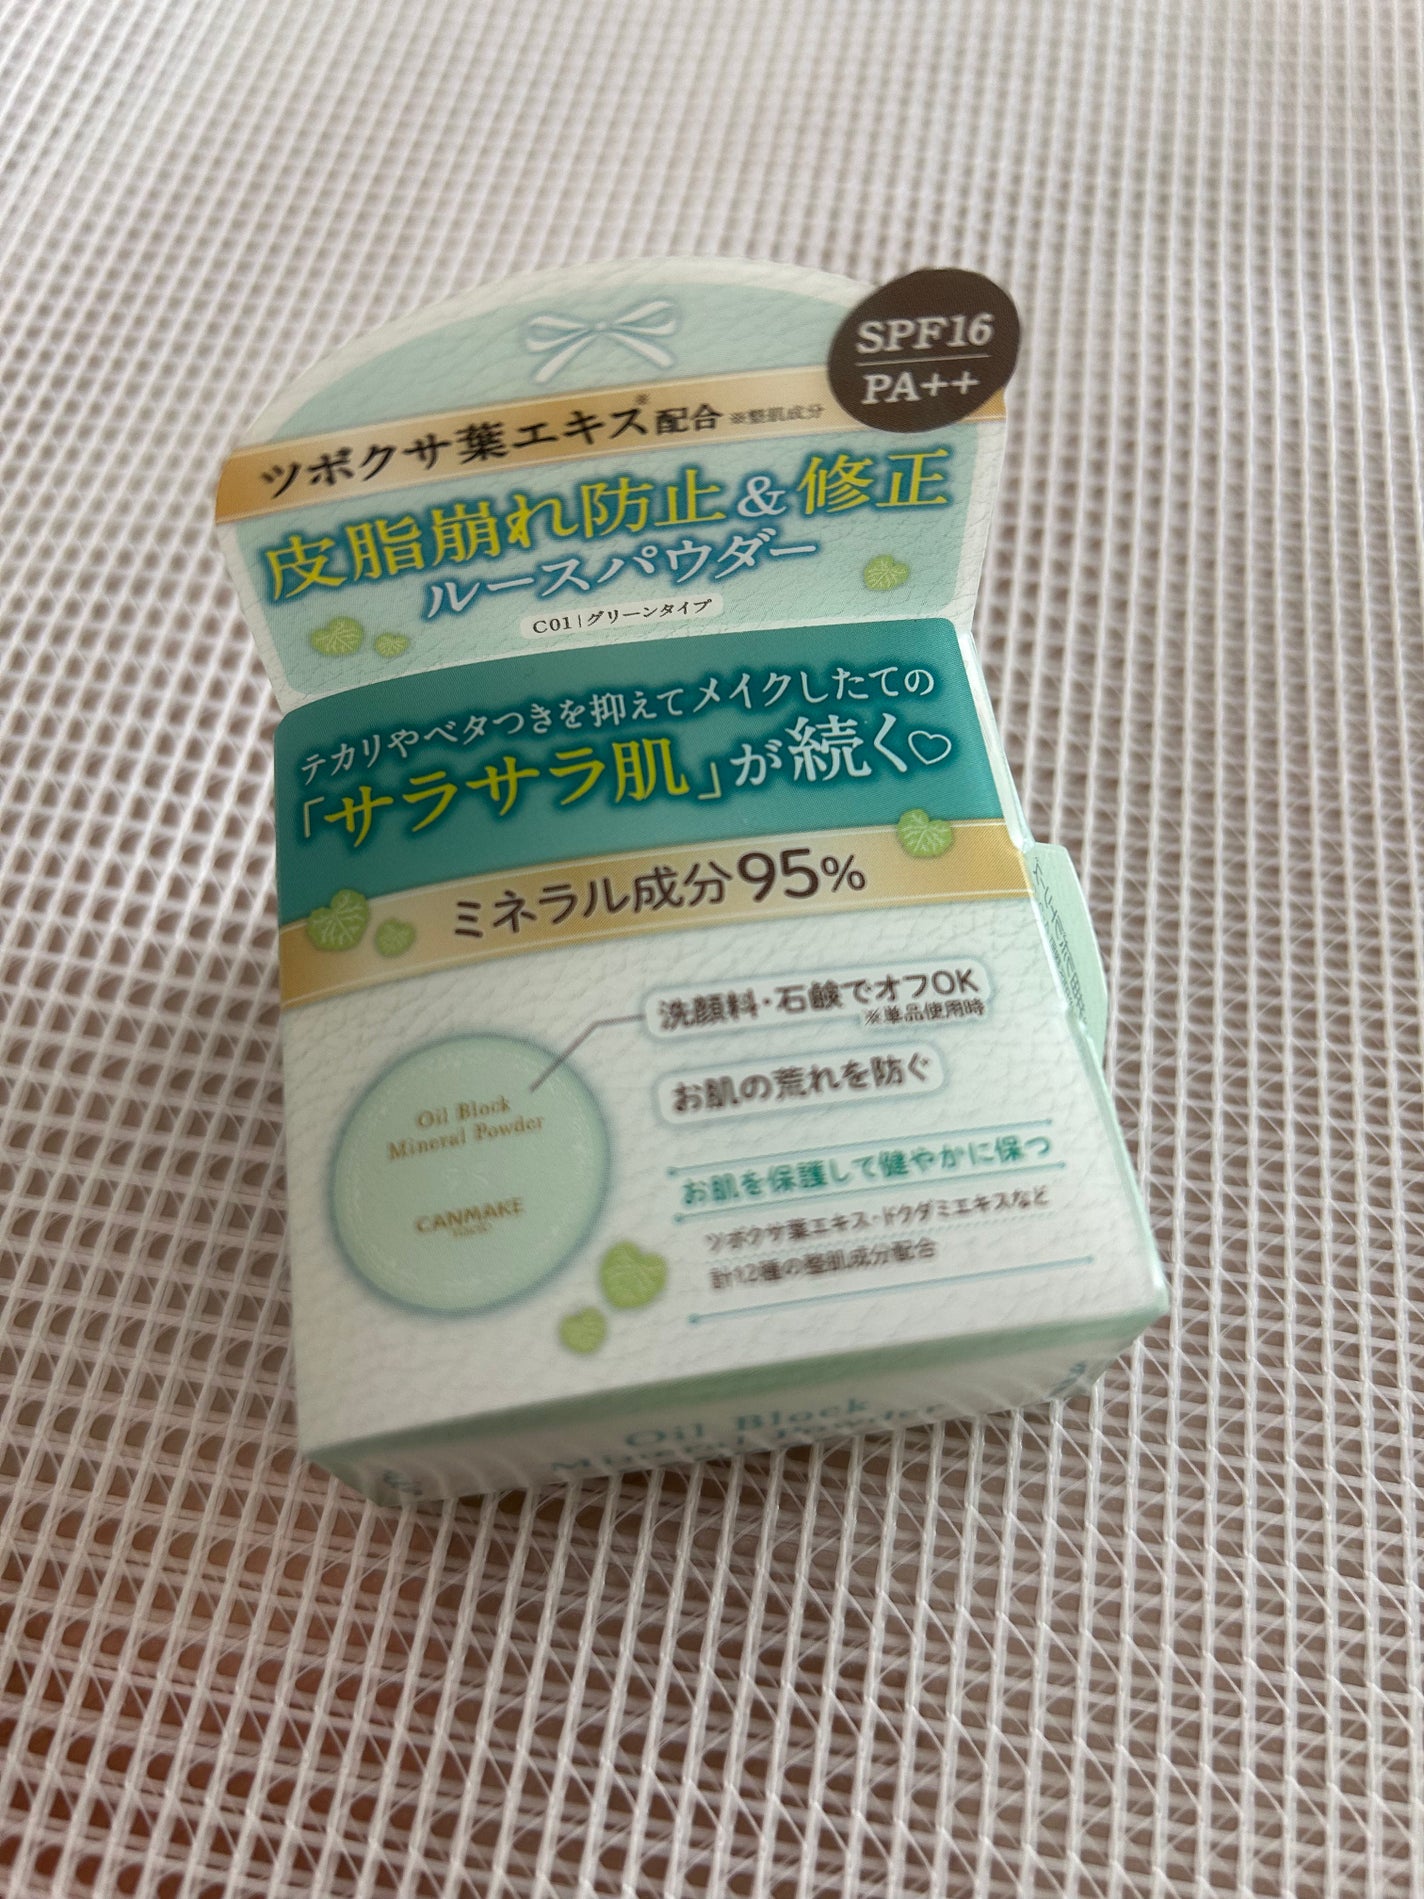 SPF16
PA++
ツボクサ葉エキス※配合 ※整肌成分
皮脂崩れ防止&修正
ルースパウダー
C01|グリーンタイプ
テカリやベタつきを抑えてメイクしたての
「サラサラ肌」が続く♡
ミネラル成分95%
洗顔料・石鹸でオフOK
※単品使用時
お肌の荒れを防ぐ
Oil Block
Mineral Powder
CANMAKE
お肌を保護して健やかに保つ
ツボクサ葉エキス・ドクダミエキスなど
計12種の整肌成分配合
Oil Block
Mineral Powder